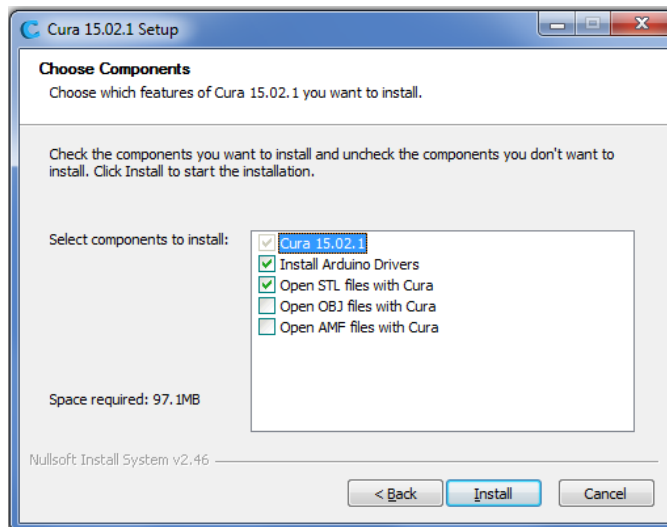 Cura 15.02.1 Setup
Choose Components
Choose which features of Cura 15.02.1 you want to install.
Check the components you want to install and uncheck the components you don't want to
install. Click Install to start the installation.
Select components to install:
Cura 15.02.1
Install Arduino Drivers
Open STL files with Cura
Open OBJ files with Cura
Open AMF files with Cura
Space required: 97.1MB
Nullsoft Install System v2.46
< Back
Install
Cancel